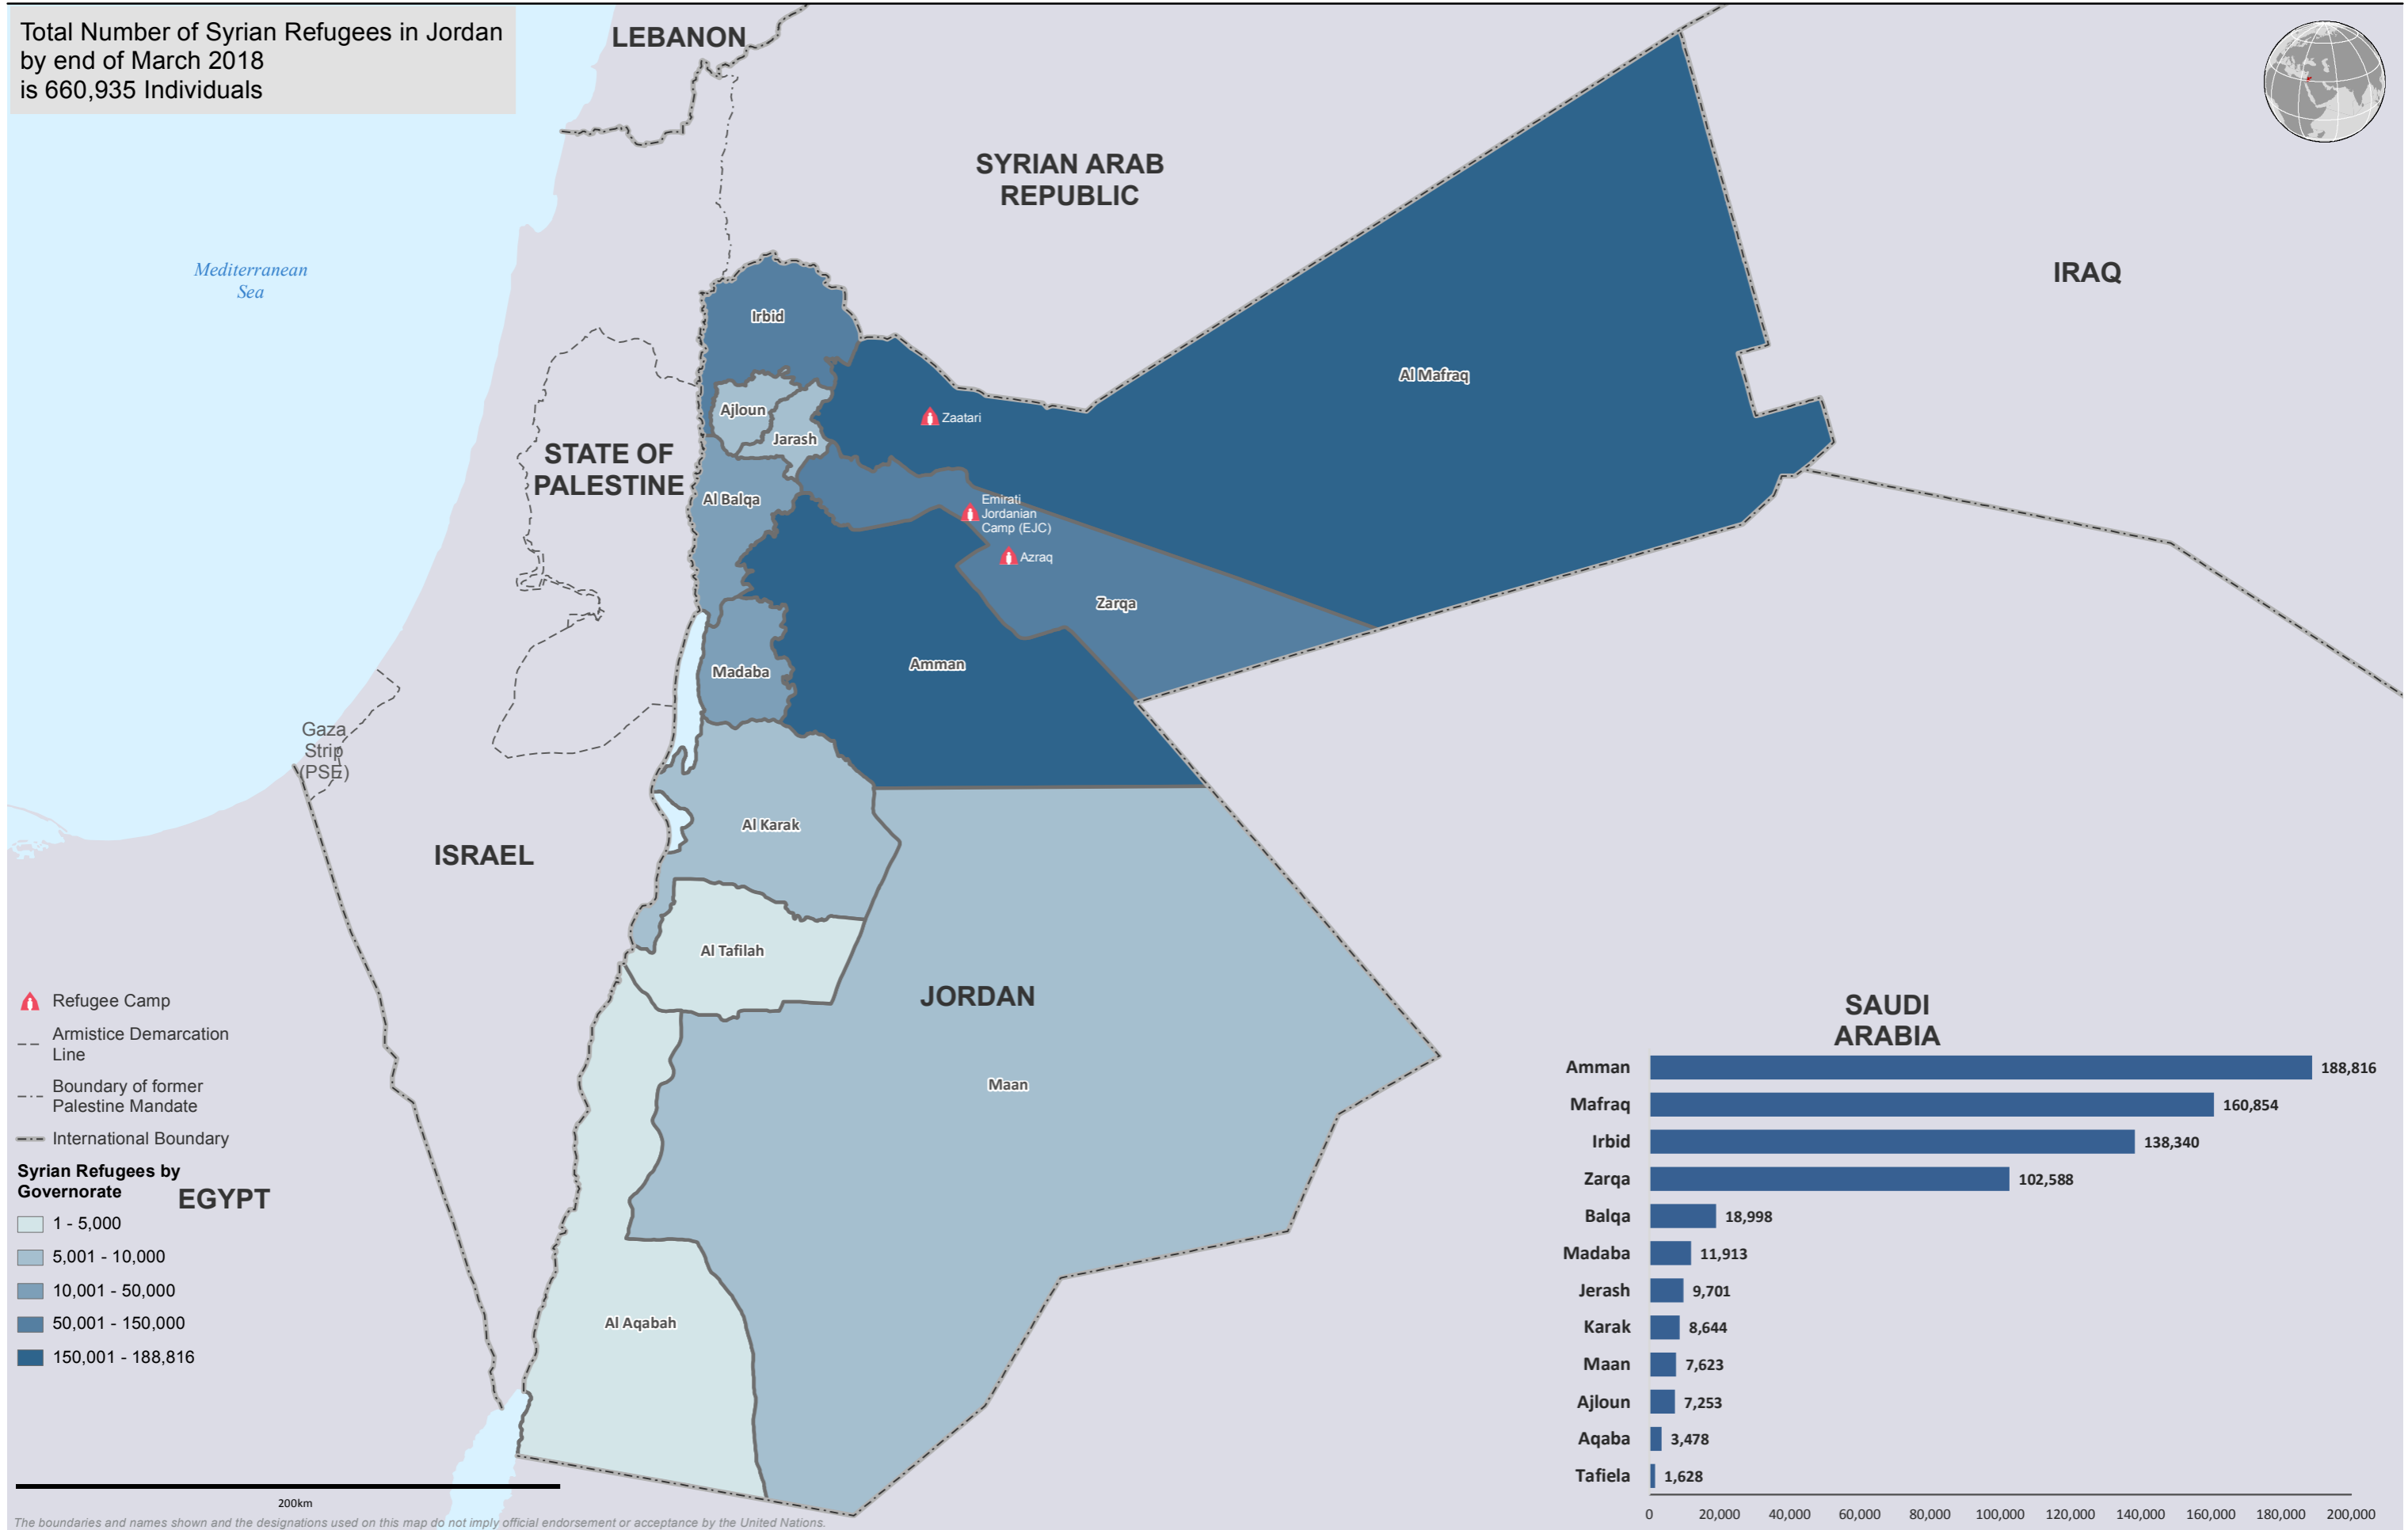 Total Number of Syrian Refugees in Jordan
by end of March 2018
is 660,935 Individuals
LEBANON
SYRIAN ARAB
REPUBLIC
IRAQ
Mediterranean
Sea
Irbid
Al Mafraq
Ajloun
Zaatari
Jarash
STATE OF
PALESTINE
Al Balqa
Emirati
Jordanian
Camp (EJC)
Azraq
Zarqa
Amman
Madaba
Gaza
Strip
(PSE)
Al Karak
ISRAEL
Al Tafilah
JORDAN
SAUDI
ARABIA
Maan
Al Aqabah
EGYPT
Refugee Camp
Armistice Demarcation
Line
Boundary of former
Palestine Mandate
International Boundary
Syrian Refugees by
Governorate
1 - 5,000
5,001 - 10,000
10,001 - 50,000
50,001 - 150,000
150,001 - 188,816
Amman 188,816
Mafraq 160,854
Irbid 138,340
Zarqa 102,588
Balqa 18,998
Madaba 11,913
Jerash 9,701
Karak 8,644
Maan 7,623
Ajloun 7,253
Aqaba 3,478
Tafiela 1,628
0 20,000 40,000 60,000 80,000 100,000 120,000 140,000 160,000 180,000 200,000
200km
The boundaries and names shown and the designations used on this map do not imply official endorsement or acceptance by the United Nations.